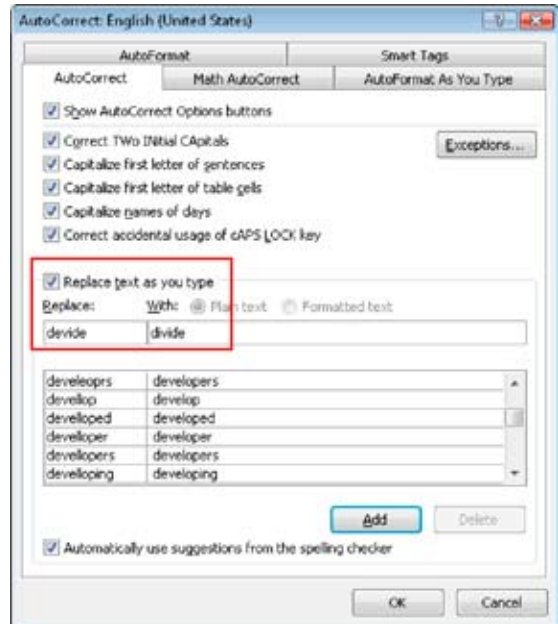 AutoCorrect: English (United States)
AutoFormat Smart Tags
AutoCorrect Math AutoCorrect AutoFormat As You Type
Show AutoCorrect Options buttons
Correct TWo INitial CApitals Exceptions...
Capitalize first letter of sentences
Capitalize first letter of table cells
Capitalize names of days
Correct accidental usage of cAPS LOCK key
Replace text as you type
Replace: With: Plain text Formatted text
devide divide
develeoprs developers
devellop develop
develloped developed
develloper developer
devellopers developers
develloping developing
Add Delete
Automatically use suggestions from the spelling checker
OK Cancel